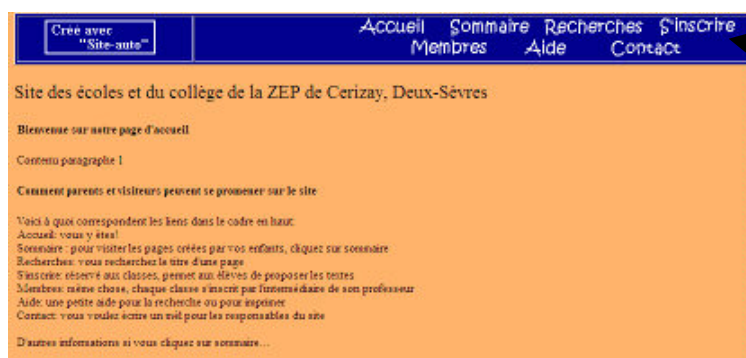 Créé avec
"Site-auto"
Accueil Sommaire Recherches S'inscrire
Membres Aide Contact
Site des écoles et du collège de la ZEP de Cerizay, Deux-Sèvres
Bienvenue sur notre page d'accueil
Contenu paragraphe 1
Comment parents et visiteurs peuvent se promener sur le site
Voici à quoi correspondent les liens dans le cadre en haut:
Accueil: vous y êtes!
Sommaire : pour visiter les pages créées par vos enfants, cliquez sur sommaire
Recherches: vous recherchez le titre d'une page
S'inscrire: réservé aux classes, permet aux élèves de proposer les textes
Membres: même chose, chaque classe s'inscrit par l'intermédiaire de son professeur
Aide: une petite aide pour la recherche ou pour imprimer
Contact: vous voulez écrire un mél pour les responsables du site
D'autres informations si vous cliquez sur sommaire...